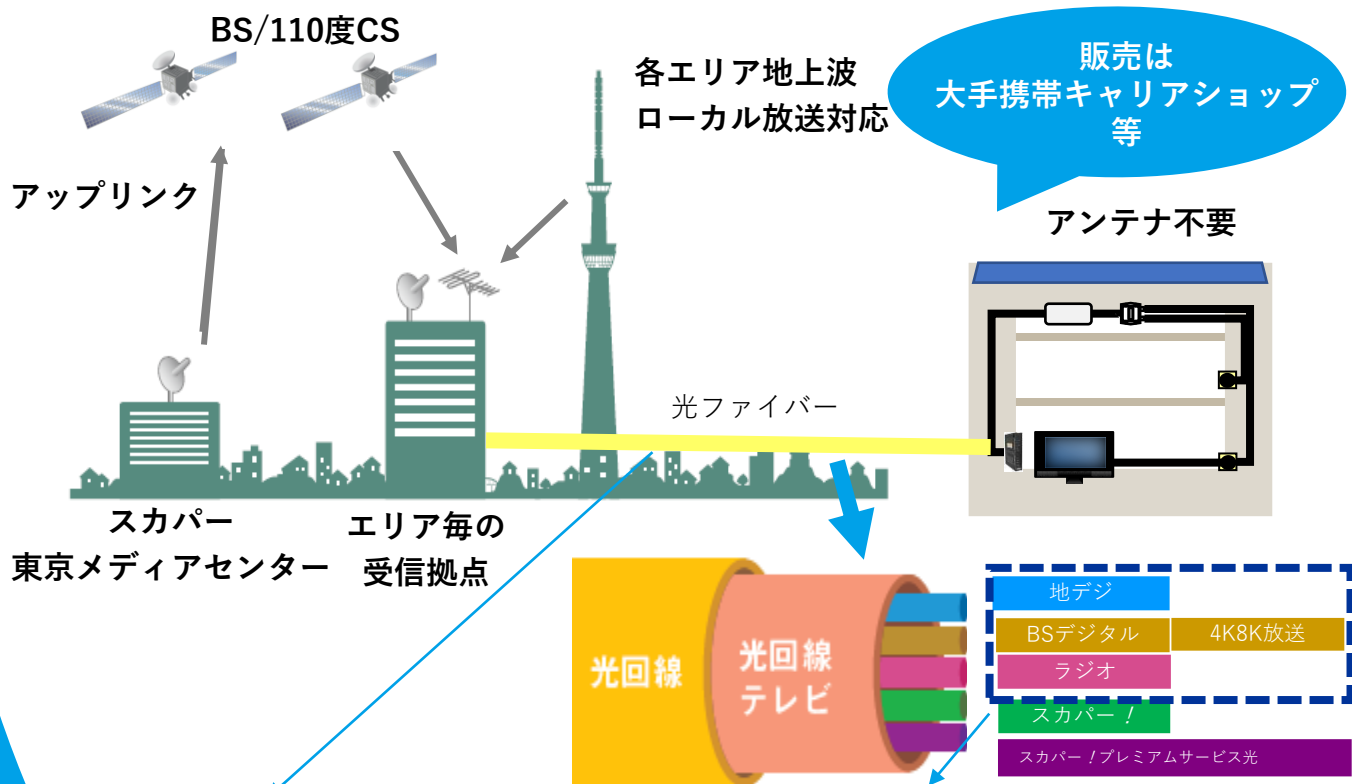 BS/110度CS
各エリア地上波
ローカル放送対応
販売は
大手携帯キャリアショップ
等
アップリンク
アンテナ不要
光ファイバー
スカパー
東京メディアセンター
エリア毎の
受信拠点
光回線
光回線
テレビ
地デジ
BSデジタル
4K8K放送
ラジオ
スカパー！
スカパー！プレミアムサービス光